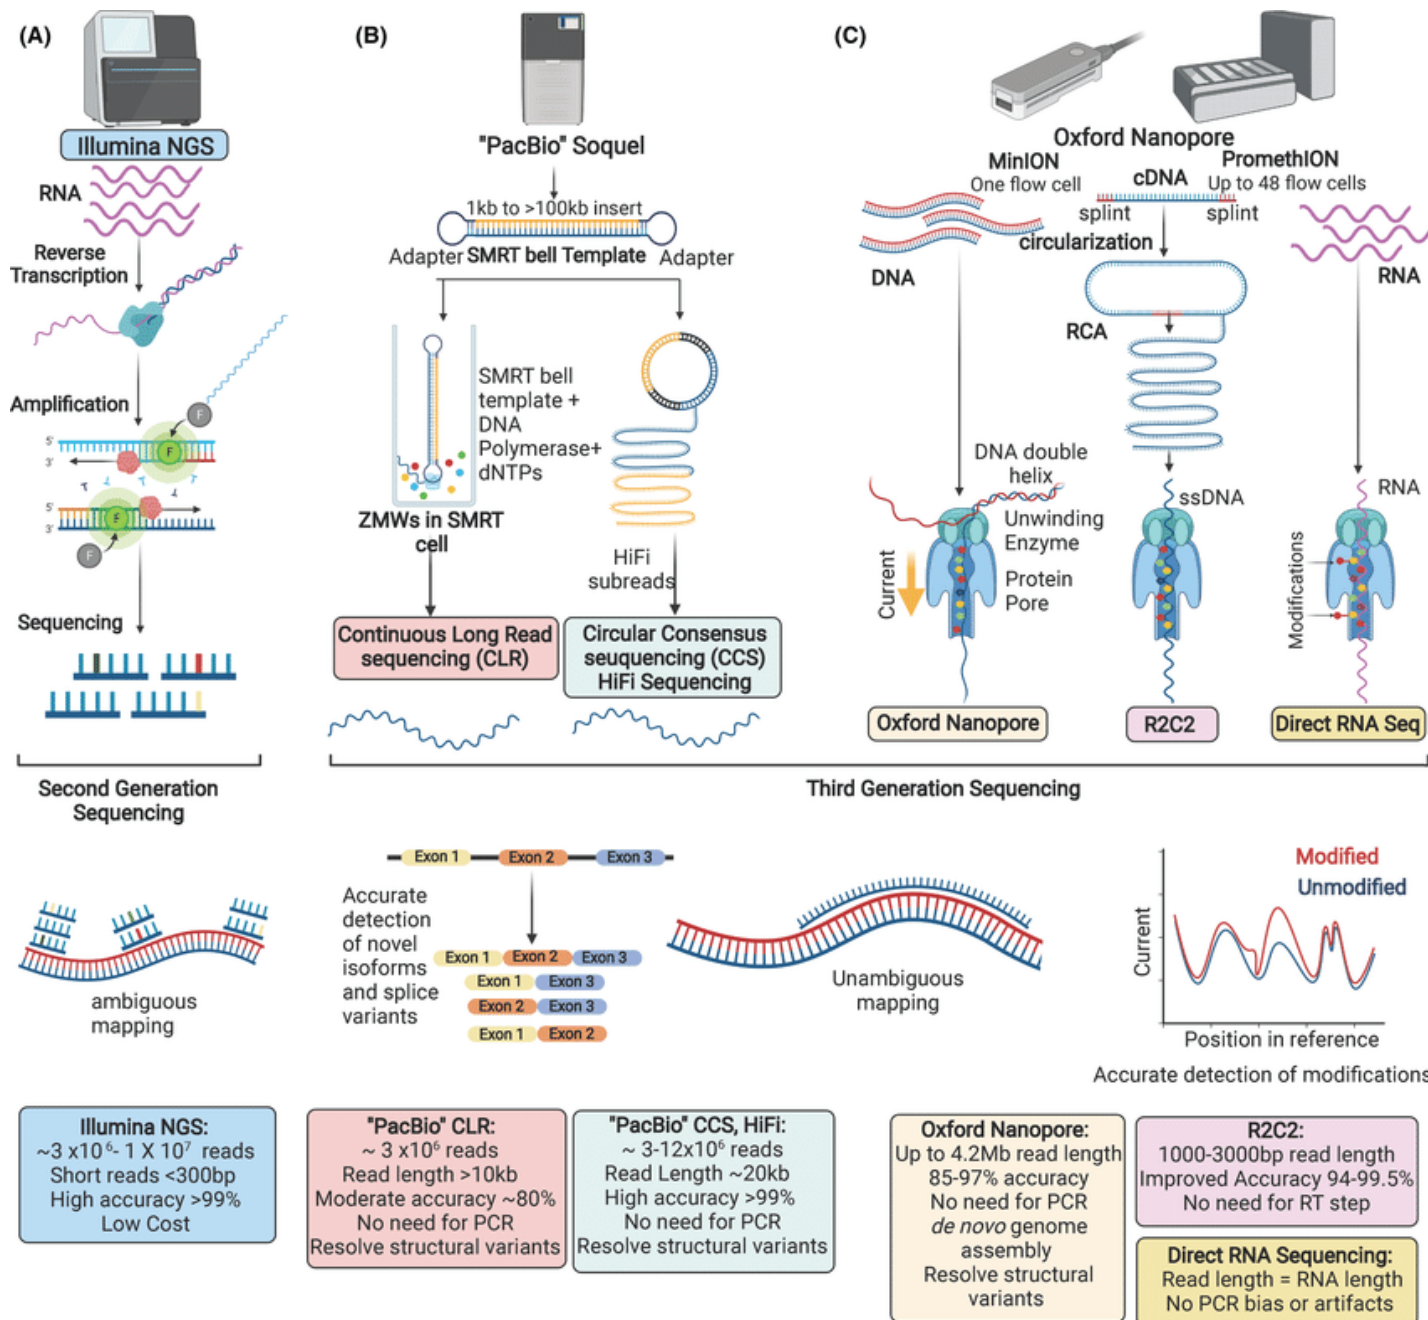 (A)
Illumina NGS
RNA
Reverse
Transcription
F
Amplification
5'
3'
F
5'
3'
F
F
Sequencing
Second Generation
Sequencing
ambiguous
mapping
(B)
"PacBio" Soquel
1kb to >100kb insert
Adapter
SMRT bell Template
Adapter
SMRT bell
template +
DNA
Polymerase+
dNTPs
ZMWs in SMRT
cell
HiFi
subreads
Continuous Long Read
sequencing (CLR)
Circular Consensus
seuquencing (CCS)
HiFi Sequencing
(C)
Oxford Nanopore
MinION
One flow cell
PromethION
Up to 48 flow cells
cDNA
splint
splint
circularization
DNA
RNA
RCA
DNA double
helix
Unwinding
Enzyme
Protein
Pore
Current
ssDNA
RNA
Modifications
Oxford Nanopore
R2C2
Direct RNA Seq
Third Generation Sequencing
Exon 1
Exon 2
Exon 3
Accurate
detection
of novel
isoforms
and splice
variants
Exon 1
Exon 2
Exon 3
Exon 1
Exon 3
Exon 2
Exon 3
Exon 1
Exon 2
Unambiguous
mapping
Modified
Unmodified
Current
Position in reference
Accurate detection of modifications
Illumina NGS:
~3 x10⁶- 1 X 10⁷ reads
Short reads <300bp
High accuracy >99%
Low Cost
"PacBio" CLR:
~ 3 x10⁶ reads
Read length >10kb
Moderate accuracy ~80%
No need for PCR
Resolve structural variants
"PacBio" CCS, HiFi:
~ 3-12x10⁶ reads
Read Length ~20kb
High accuracy >99%
No need for PCR
Resolve structural variants
Oxford Nanopore:
Up to 4.2Mb read length
85-97% accuracy
No need for PCR
de novo genome
assembly
Resolve structural
variants
R2C2:
1000-3000bp read length
Improved Accuracy 94-99.5%
No need for RT step
Direct RNA Sequencing:
Read length = RNA length
No PCR bias or artifacts